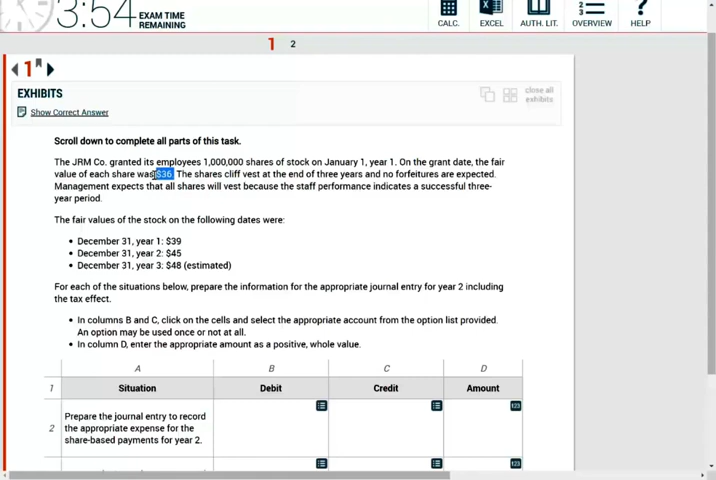 3:54 EXAM TIME REMAINING
CALC. EXCEL AUTH. LIT. OVERVIEW HELP
1 2
1
EXHIBITS
close all exhibits
Show Correct Answer
Scroll down to complete all parts of this task.
The JRM Co. granted its employees 1,000,000 shares of stock on January 1, year 1. On the grant date, the fair
value of each share was $36. The shares cliff vest at the end of three years and no forfeitures are expected.
Management expects that all shares will vest because the staff performance indicates a successful three-
year period.
The fair values of the stock on the following dates were:
• December 31, year 1: $39
• December 31, year 2: $45
• December 31, year 3: $48 (estimated)
For each of the situations below, prepare the information for the appropriate journal entry for year 2 including
the tax effect.
• In columns B and C, click on the cells and select the appropriate account from the option list provided.
An option may be used once or not at all.
• In column D, enter the appropriate amount as a positive, whole value.
A B C D
1 Situation Debit Credit Amount
Prepare the journal entry to record
2 the appropriate expense for the
share-based payments for year 2.
123
123